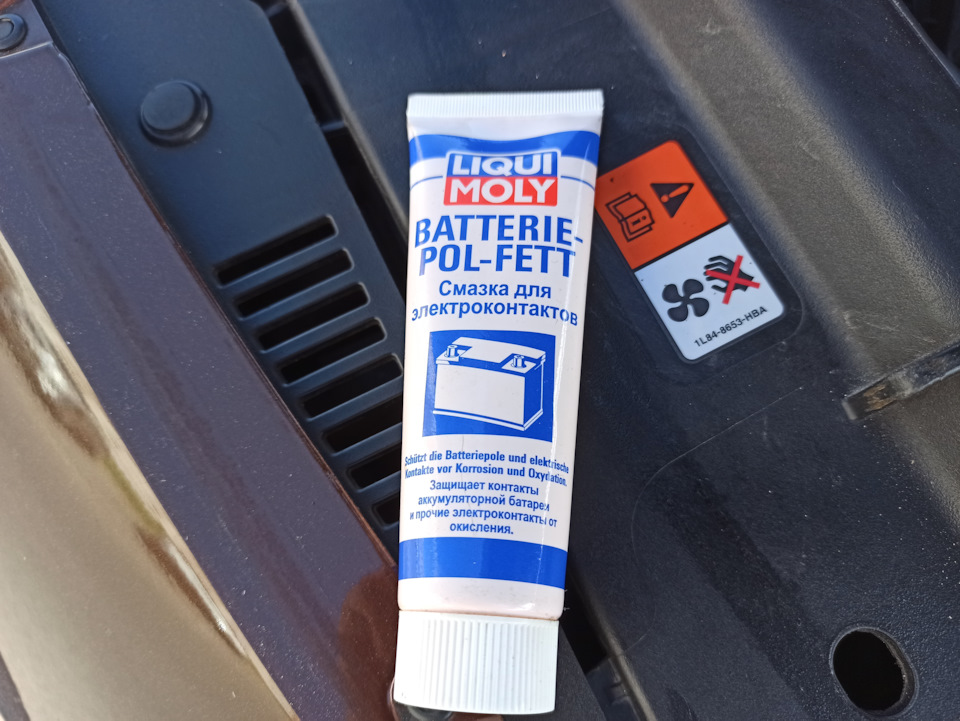 LIQUI
MOLY
BATTERIE-
POL-FETT
Смазка для
электроконтактов
Schützt die Batteriepole und elektrische
Kontakte vor Korrosion und Oxydation.
Защищает контакты
аккумуляторной батареи
и прочие электроконтакты от
окисления.
1L84-8653-HBA